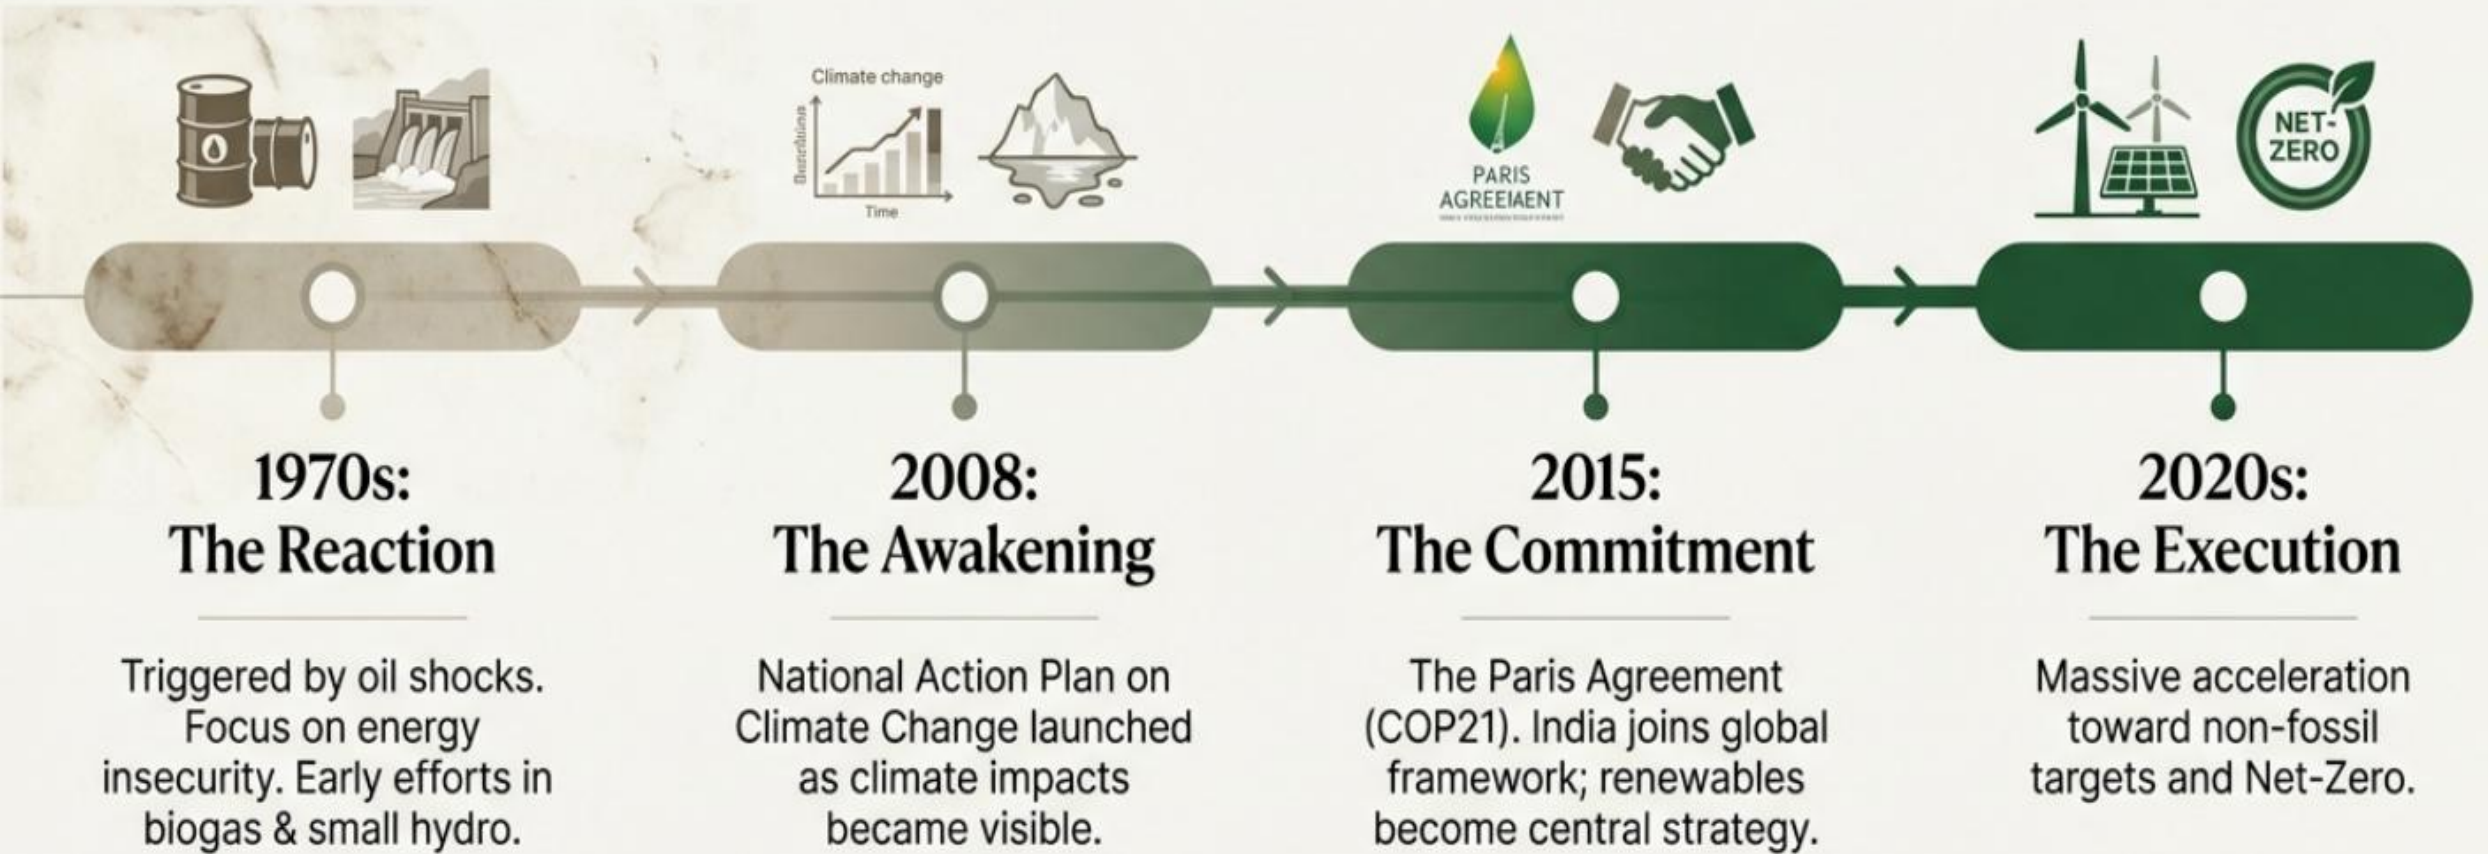 Climate change
Time
PARIS
AGREEMENT
NET-
ZERO
1970s:
The Reaction
Triggered by oil shocks.
Focus on energy
insecurity. Early efforts in
biogas & small hydro.
2008:
The Awakening
National Action Plan on
Climate Change launched
as climate impacts
became visible.
2015:
The Commitment
The Paris Agreement
(COP21). India joins global
framework; renewables
become central strategy.
2020s:
The Execution
Massive acceleration
toward non-fossil
targets and Net-Zero.